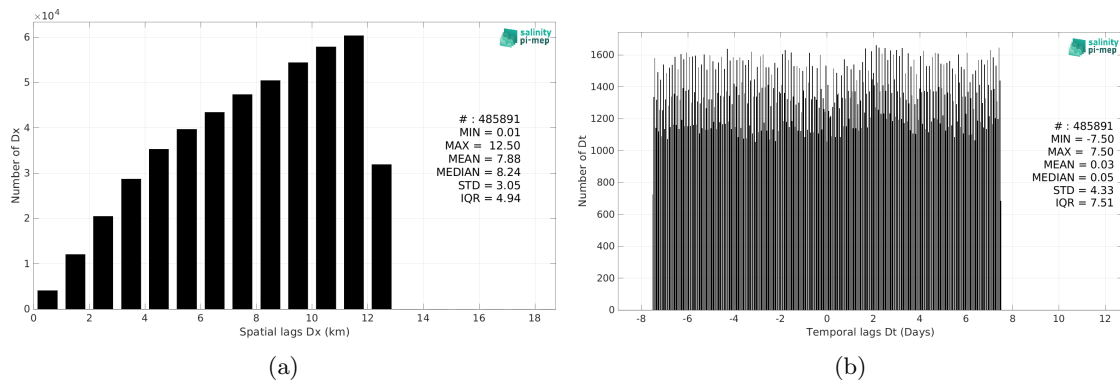 ×10⁴
6
5
4
3
2
1
0
Number of Dx
0 2 4 6 8 10 12 14 16 18
Spatial lags Dx (km)
salinity
pi-mep
# : 485891
MIN = 0.01
MAX = 12.50
MEAN = 7.88
MEDIAN = 8.24
STD = 3.05
IQR = 4.94
(a)
1600
1400
1200
1000
800
600
400
200
0
Number of Dt
-8 -6 -4 -2 0 2 4 6 8 10 12
Temporal lags Dt (Days)
salinity
pi-mep
# : 485891
MIN = -7.50
MAX = 7.50
MEAN = 0.03
MEDIAN = 0.05
STD = 4.33
IQR = 7.51
(b)